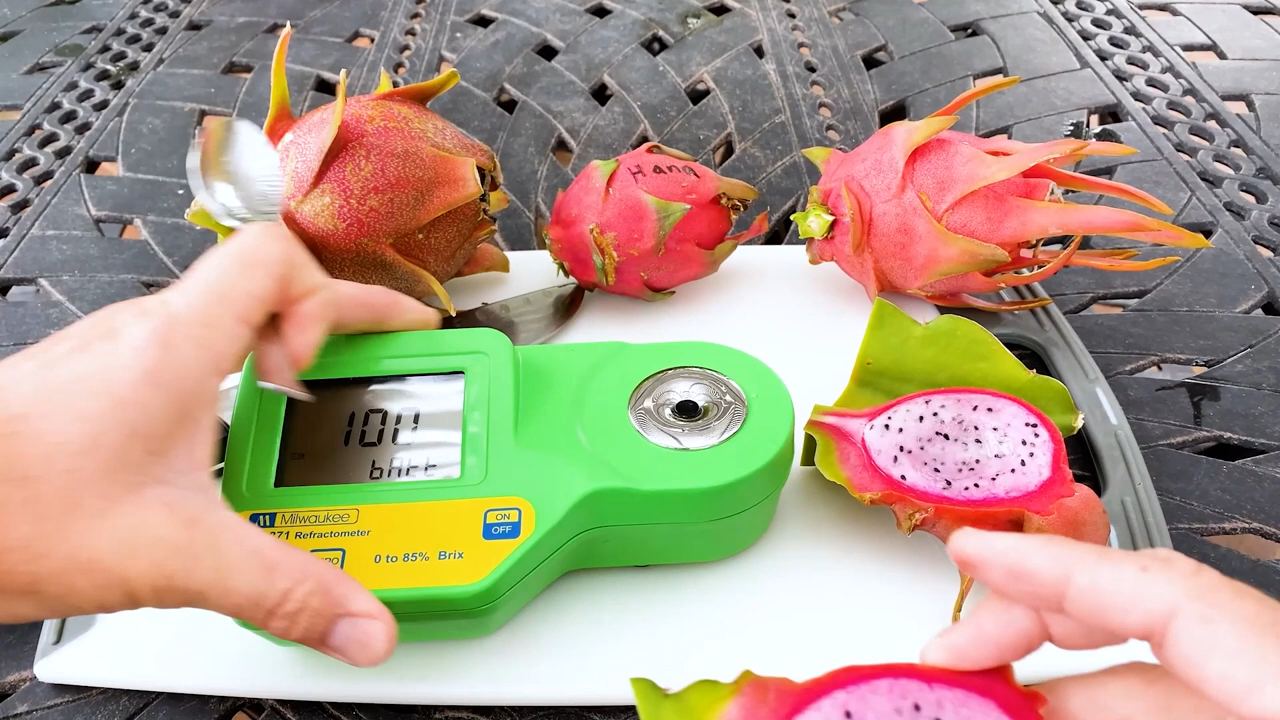 Hana
100
bAtt
Milwaukee
ON
OFF
Refractometer
0 to 85% Brix